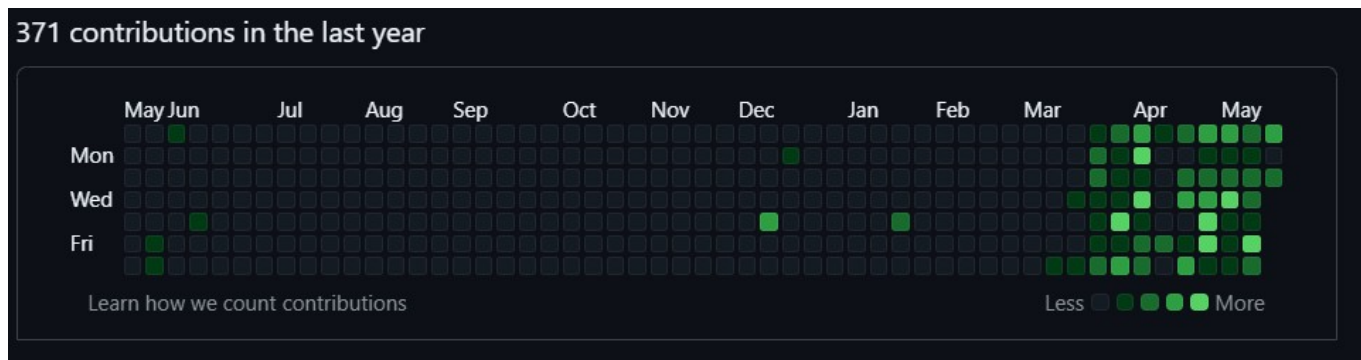 371 contributions in the last year
May Jun Jul Aug Sep Oct Nov Dec Jan Feb Mar Apr May
Mon
Wed
Fri
Learn how we count contributions
Less More